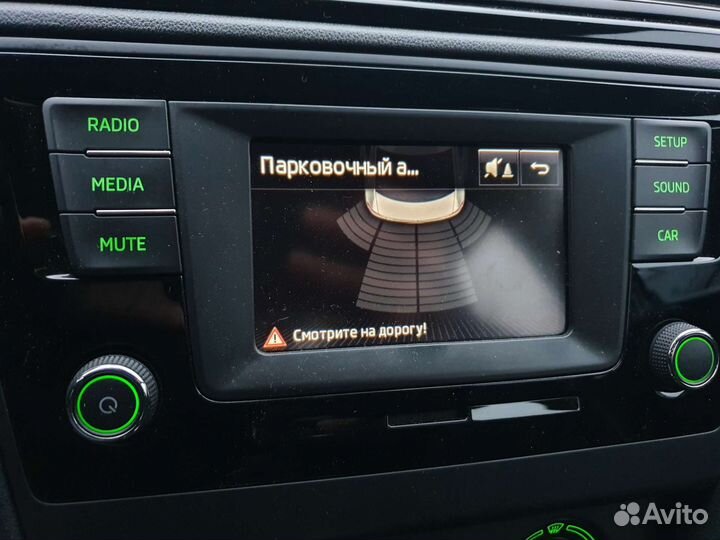 RADIO
MEDIA
MUTE
Парковочный а...
Смотрите на дорогу!
SETUP
SOUND
CAR
Avito